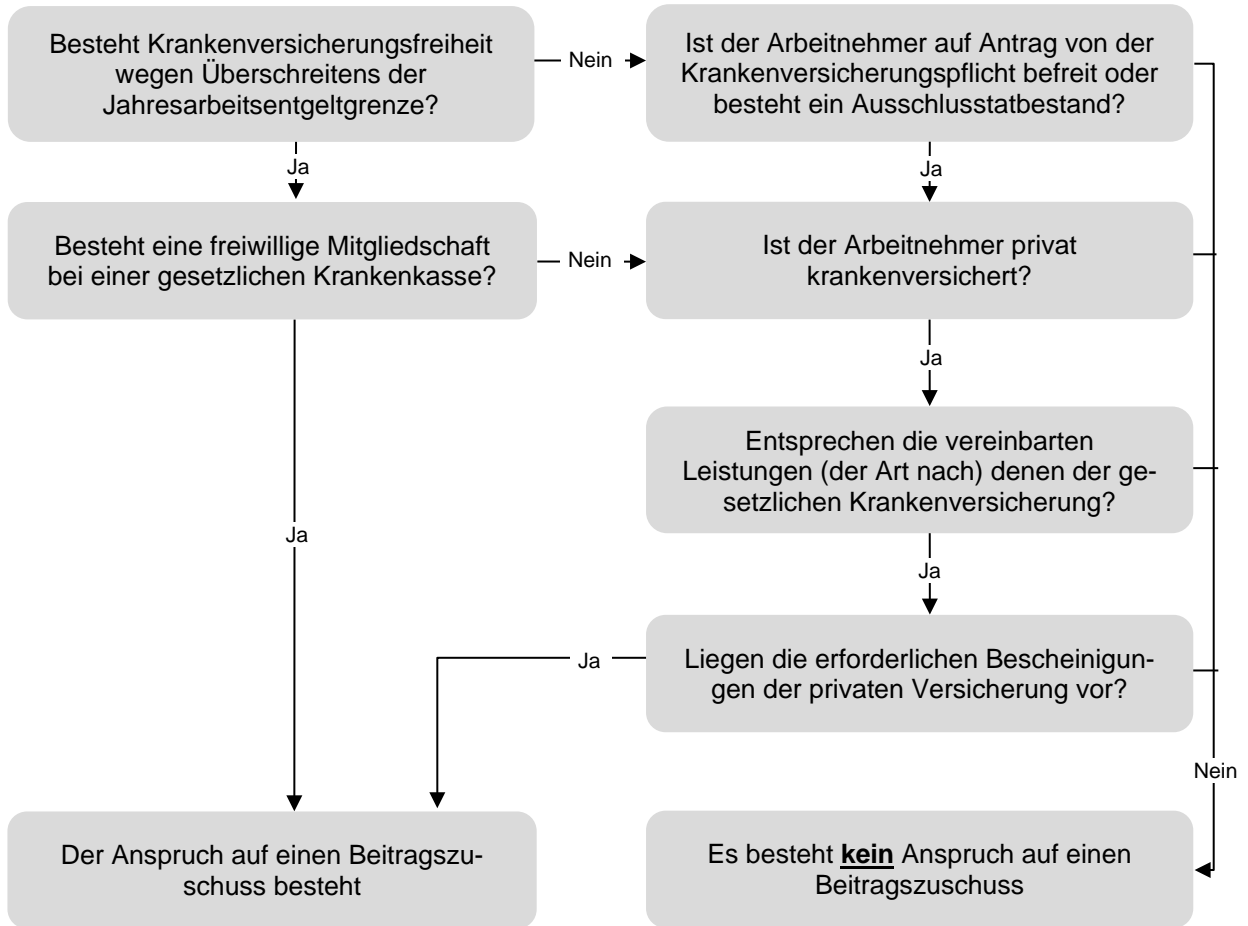 Besteht Krankenversicherungsfreiheit
wegen Überschreitens der
Jahresarbeitsentgeltgrenze?
Nein
Ist der Arbeitnehmer auf Antrag von der
Krankenversicherungspflicht befreit oder
besteht ein Ausschlusstatbestand?
Ja
Ja
Besteht eine freiwillige Mitgliedschaft
bei einer gesetzlichen Krankenkasse?
Nein
Ist der Arbeitnehmer privat
krankenversichert?
Ja
Entsprechen die vereinbarten
Leistungen (der Art nach) denen der ge-
setzlichen Krankenversicherung?
Ja
Ja
Ja
Liegen die erforderlichen Bescheinigun-
gen der privaten Versicherung vor?
Nein
Der Anspruch auf einen Beitragszu-
schuss besteht
Es besteht kein Anspruch auf einen
Beitragszuschuss